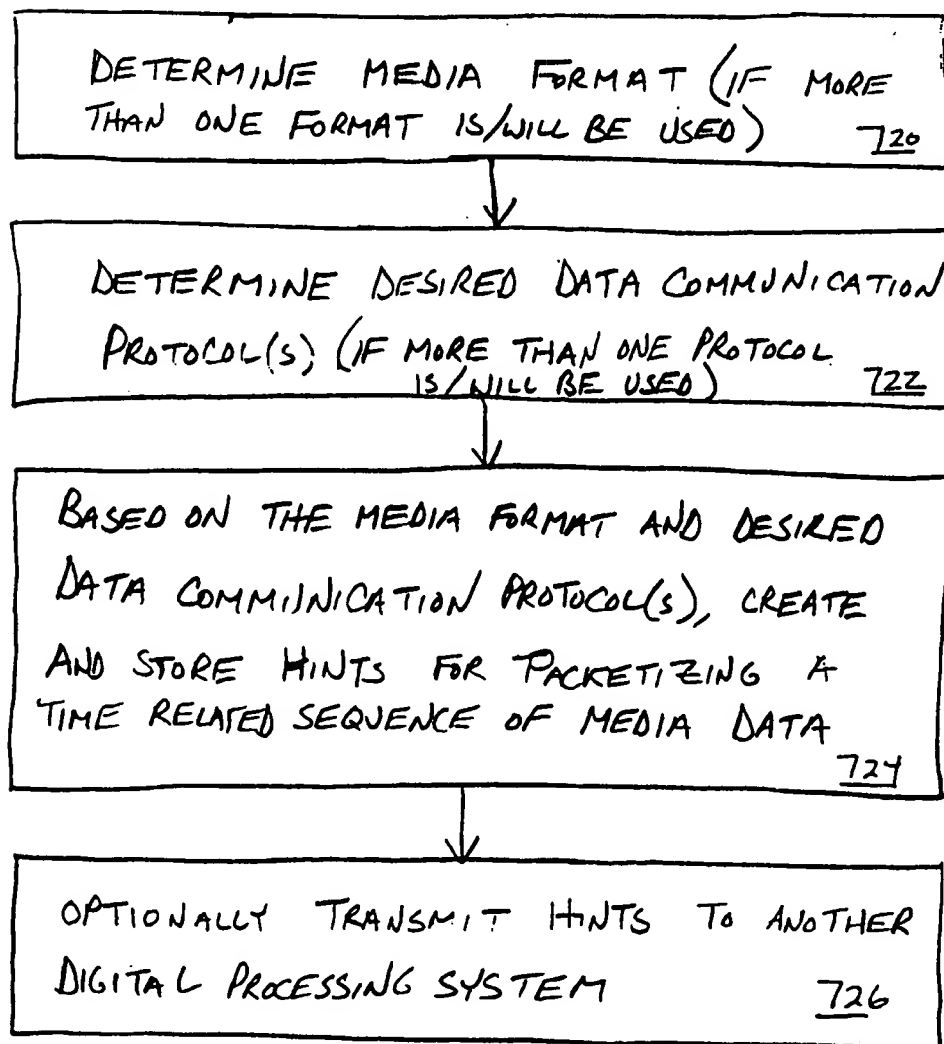 DETERMINE MEDIA FORMAT (IF MORE
THAN ONE FORMAT IS/WILL BE USED) 720
DETERMINE DESIRED DATA COMMUNICATION
PROTOCOL(S) (IF MORE THAN ONE PROTOCOL
IS/WILL BE USED) 722
BASED ON THE MEDIA FORMAT AND DESIRED
DATA COMMUNICATION PROTOCOL(S), CREATE
AND STORE HINTS FOR PACKETIZING A
TIME RELATED SEQUENCE OF MEDIA DATA
724
OPTIONALLY TRANSMIT HINTS TO ANOTHER
DIGITAL PROCESSING SYSTEM 726